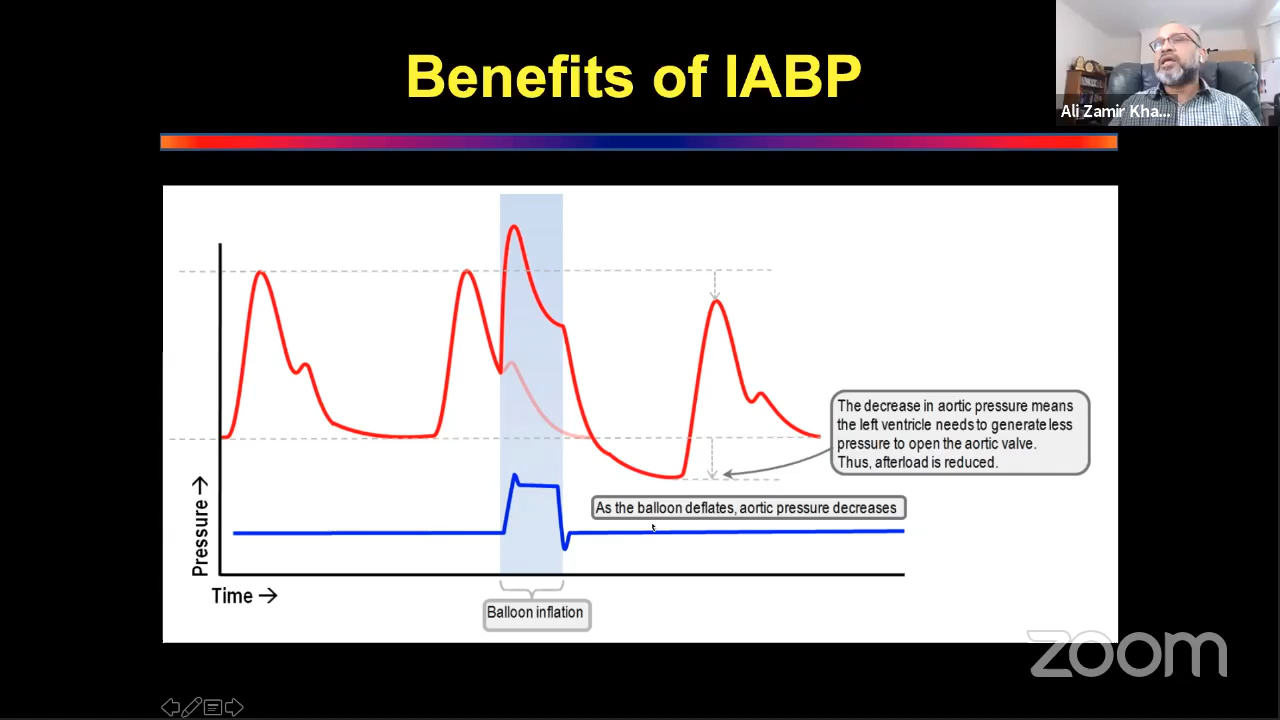 Benefits of IABP
Ali Zamir Kha...
The decrease in aortic pressure means
the left ventricle needs to generate less
pressure to open the aortic valve.
Thus, afterload is reduced.
As the balloon deflates, aortic pressure decreases
Pressure →
Time →
Balloon inflation
zoom